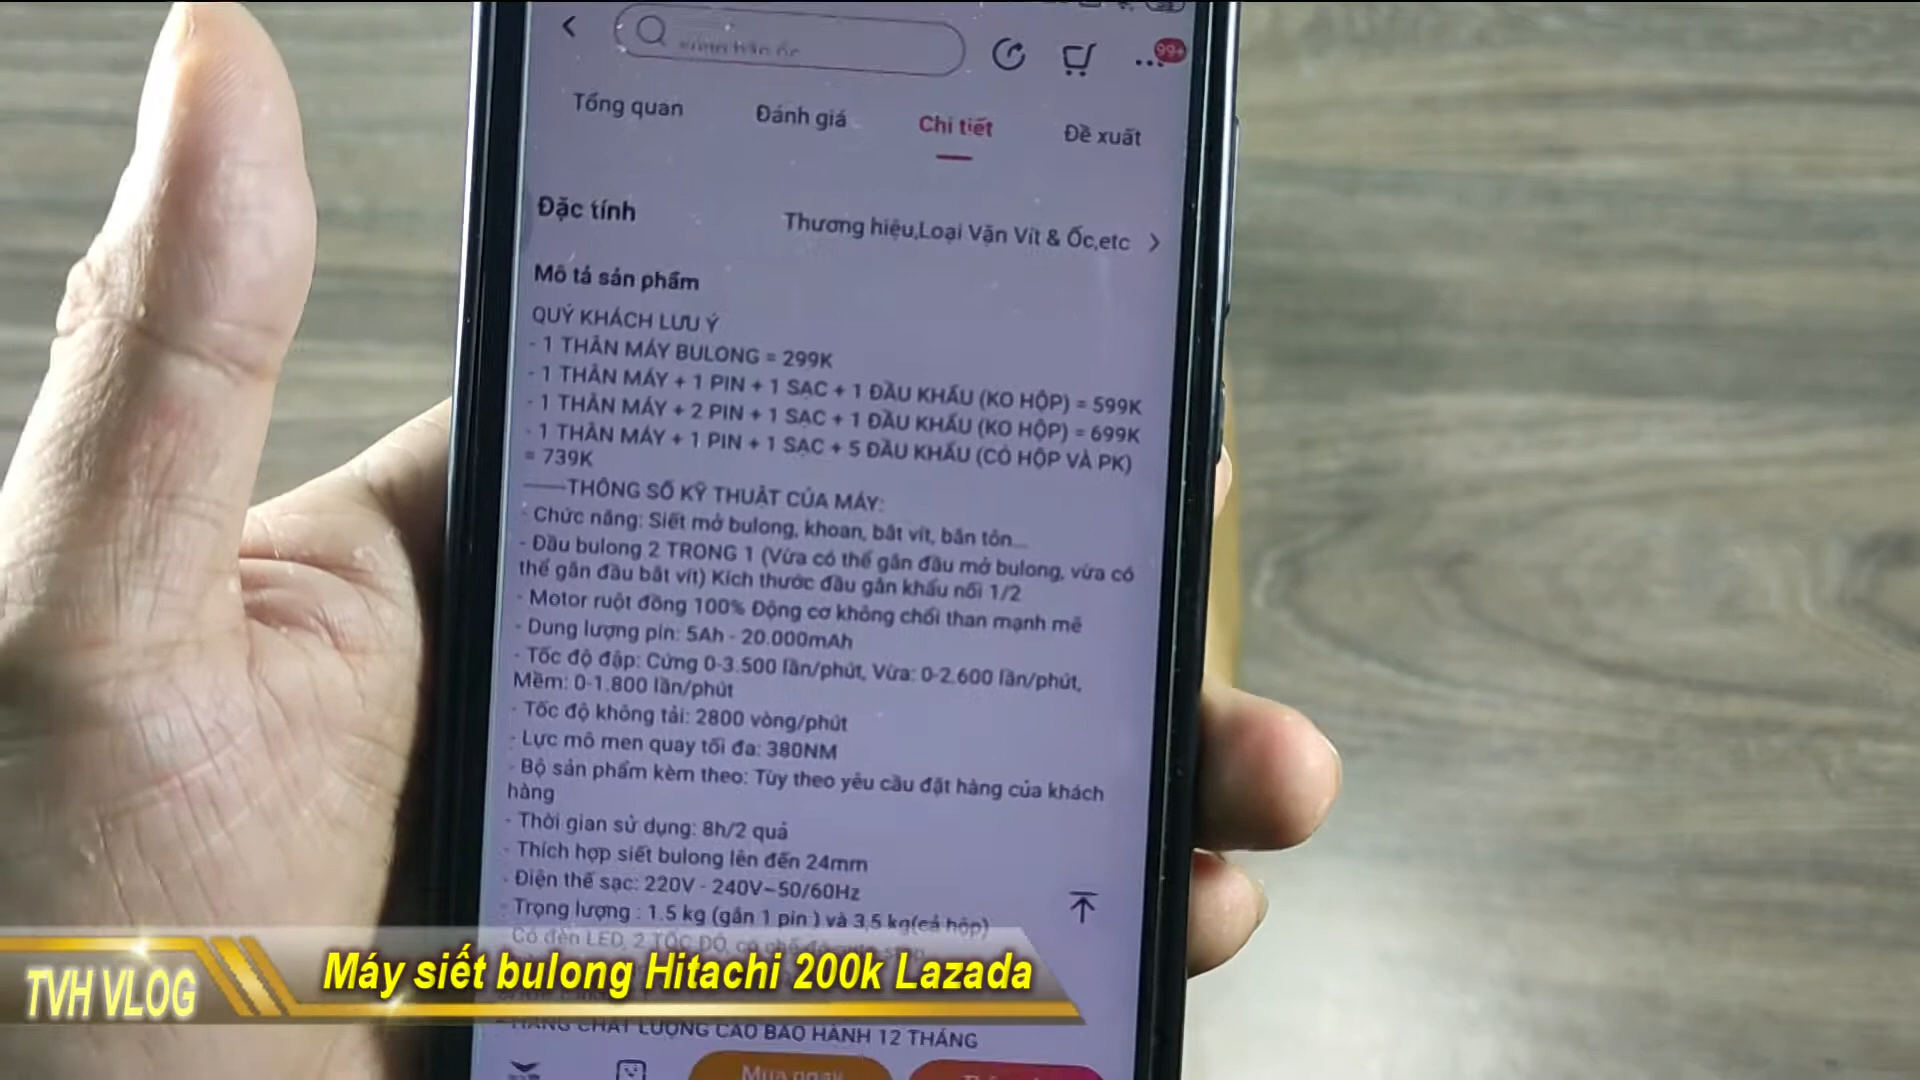 99+
Tổng quan
Đánh giá
Chi tiết
Đề xuất
Đặc tính
Thương hiệu,Loại Vặn Vít & Ốc,etc
Mô tả sản phẩm
QUÝ KHÁCH LƯU Ý
- 1 THÂN MÁY BULONG = 299K
- 1 THÂN MÁY + 1 PIN + 1 SẠC + 1 ĐẦU KHẨU (KO HỘP) = 599K
- 1 THÂN MÁY + 2 PIN + 1 SẠC + 1 ĐẦU KHẨU (KO HỘP) = 699K
- 1 THÂN MÁY + 1 PIN + 1 SẠC + 5 ĐẦU KHẨU (CÓ HỘP VÀ PK)
= 739K
-----THÔNG SỐ KỸ THUẬT CỦA MÁY:
- Chức năng: Siết mở bulong, khoan, bắt vít, bắn tôn...
- Đầu bulong 2 TRONG 1 (Vừa có thể gắn đầu mở bulong, vừa có
thể gắn đầu bắt vít) Kích thước đầu gắn khẩu nối 1/2
- Motor ruột đồng 100% Động cơ không chổi than mạnh mẽ
- Dung lượng pin: 5Ah - 20.000mAh
- Tốc độ đập: Cứng 0-3.500 lần/phút, Vừa: 0-2.600 lần/phút,
Mềm: 0-1.800 lần/phút
- Tốc độ không tải: 2800 vòng/phút
- Lực mô men quay tối đa: 380NM
- Bộ sản phẩm kèm theo: Tùy theo yêu cầu đặt hàng của khách
hàng
- Thời gian sử dụng: 8h/2 quả
- Thích hợp siết bulong lên đến 24mm
- Điện thế sạc: 220V - 240V~50/60Hz
- Trọng lượng : 1.5 kg (gắn 1 pin ) và 3,5 kg(cả hộp)
Có đèn LED, 2 TỐC ĐỘ, có chế độ
TVH VLOG
Máy siết bulong Hitachi 200k Lazada
HÀNG CHẤT LƯỢNG CAO BẢO HÀNH 12 THÁNG
Mua ngay